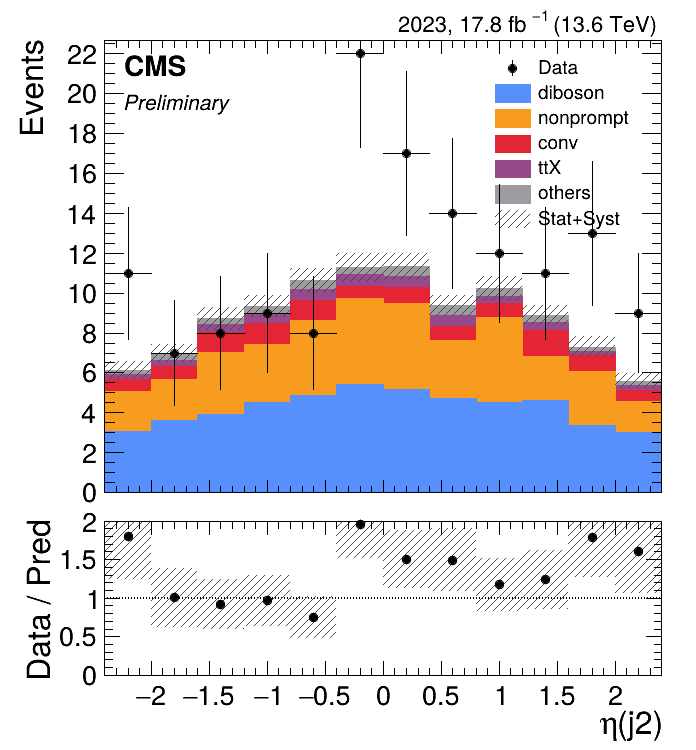 2023, 17.8 fb⁻¹ (13.6 TeV)
CMS
Preliminary
Events
22
20
18
16
14
12
10
8
6
4
2
0
Data
diboson
nonprompt
conv
ttX
others
Stat+Syst
Data / Pred
2
1.5
1
0.5
0
−2 −1.5 −1 −0.5 0 0.5 1 1.5 2
η(j2)